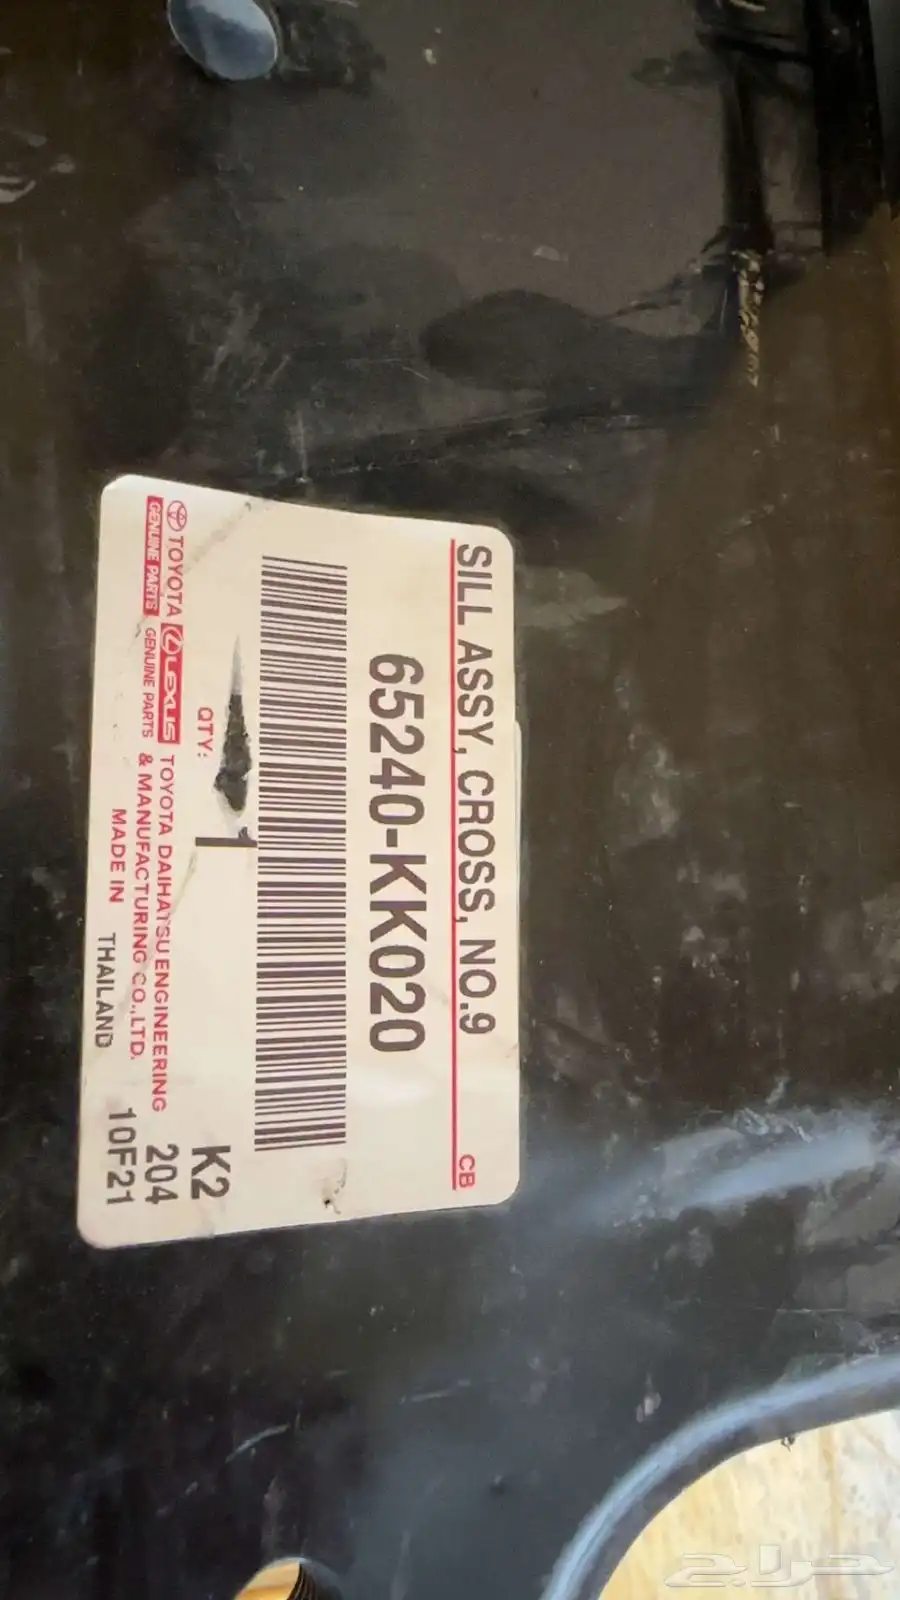 SILL ASSY, CROSS, NO.9 CB
65240-KK020
QTY: 1
K2
204
10F21
TOYOTA LEXUS TOYOTA DAIHATSU ENGINEERING
GENUINE PARTS GENUINE PARTS & MANUFACTURING CO.,LTD.
MADE IN THAILAND
حراج